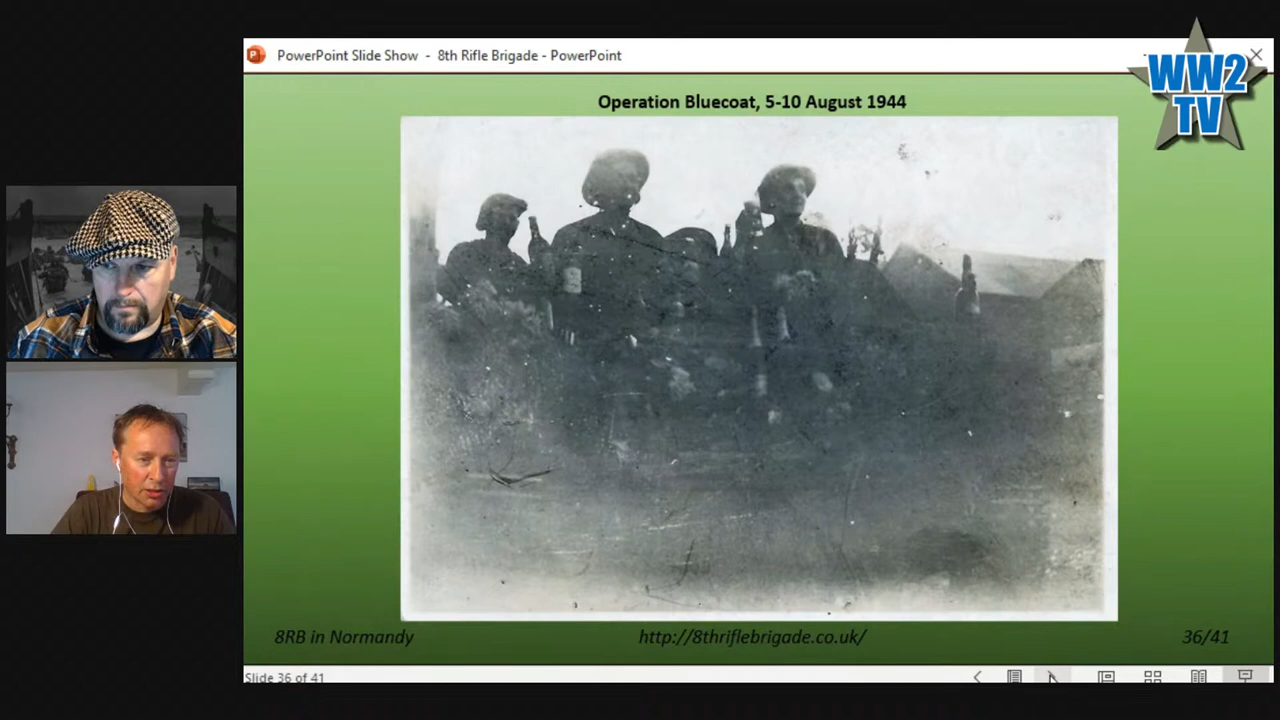 PowerPoint Slide Show - 8th Rifle Brigade - PowerPoint
WW2
TV
Operation Bluecoat, 5-10 August 1944
8RB in Normandy
http://8thriflebrigade.co.uk/
36/41
Slide 36 of 41